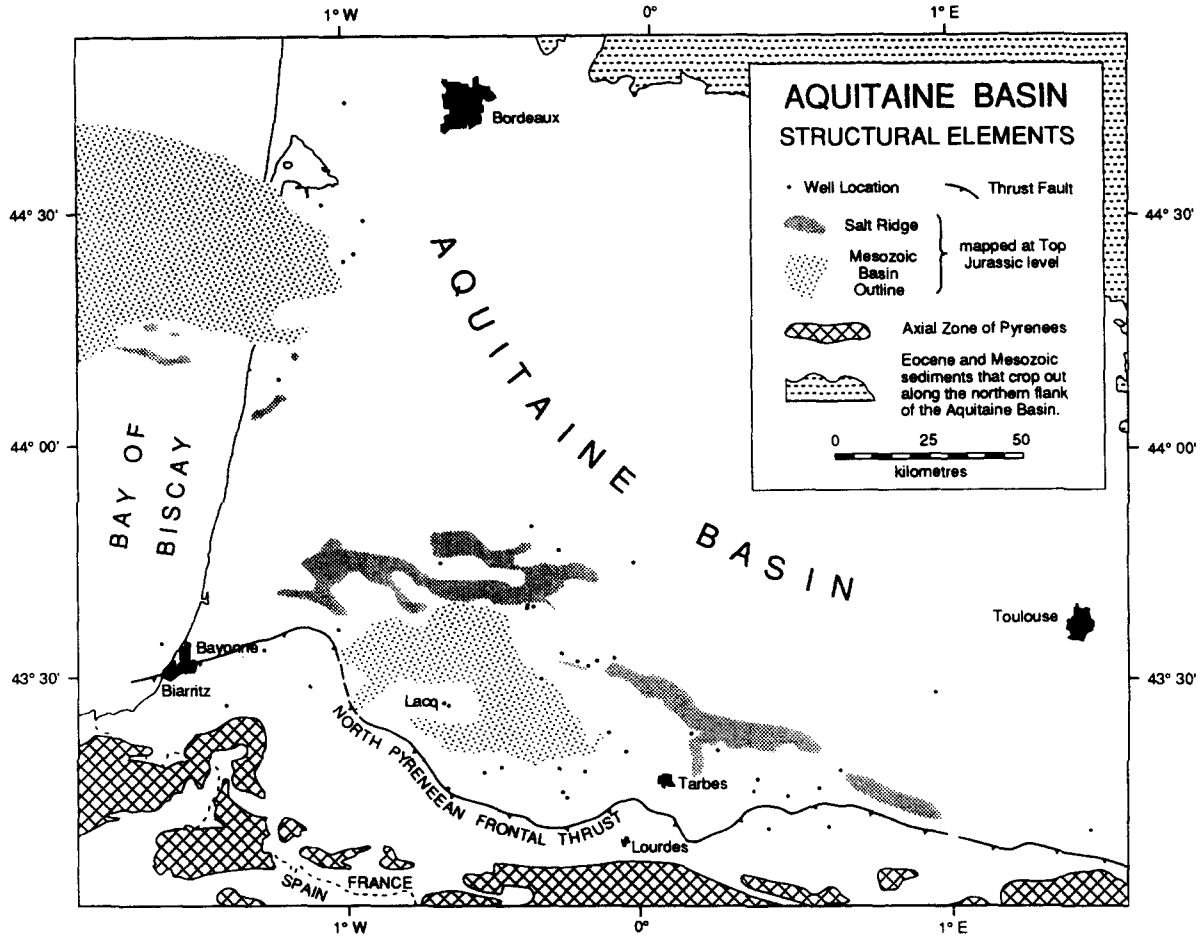 1° W
0°
1° E
Bordeaux
AQUITAINE BASIN
STRUCTURAL ELEMENTS
Well Location
Thrust Fault
Salt Ridge
Mesozoic
Basin
Outline
mapped at Top
Jurassic level
Axial Zone of Pyrenees
Eocene and Mesozoic
sediments that crop out
along the northern flank
of the Aquitaine Basin.
0 25 50
kilometres
44° 30'
44° 30'
AQUITAINE BASIN
44° 00'
44° 00'
BAY OF
BISCAY
Toulouse
Bayonne
Biarritz
43° 30'
43° 30'
Lacq
NORTH PYRENEEAN FRONTAL THRUST
Tarbes
Lourdes
FRANCE
SPAIN
1° W
0°
1° E